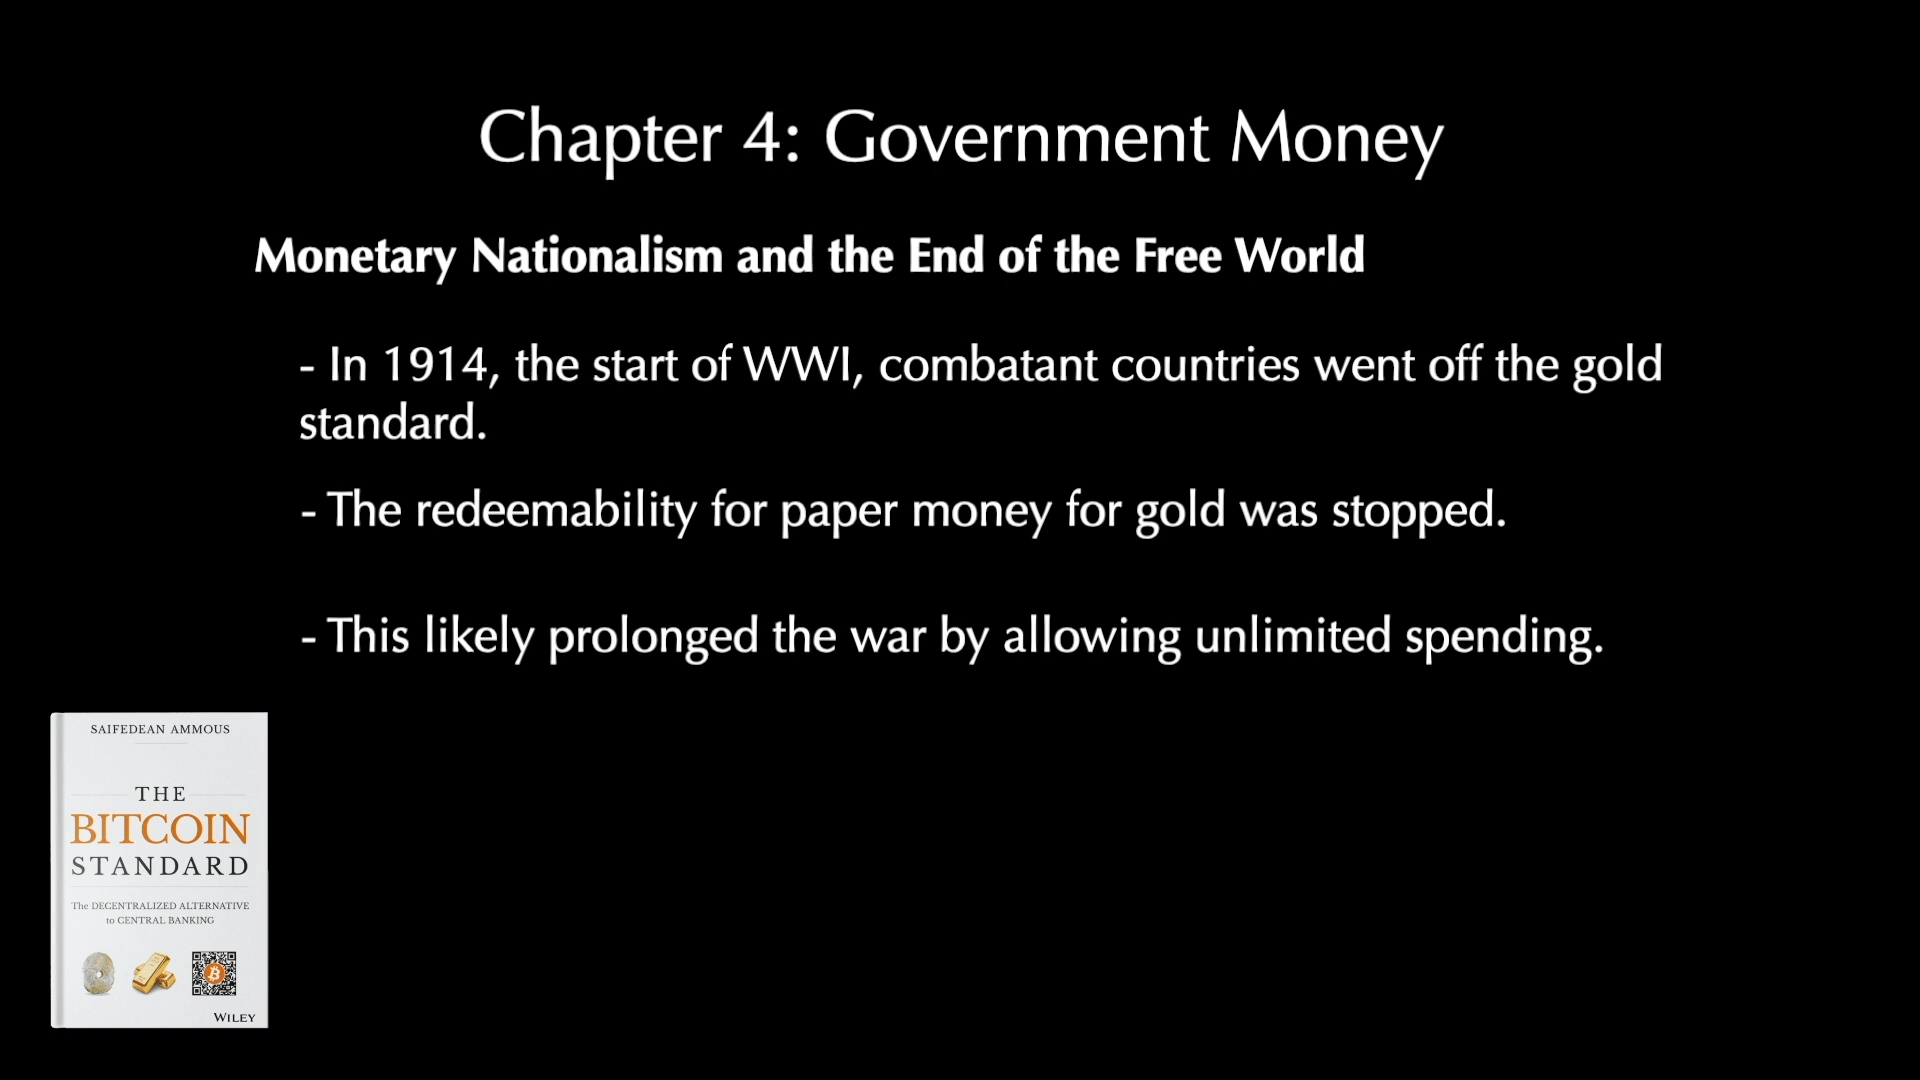 Chapter 4: Government Money
Monetary Nationalism and the End of the Free World
- In 1914, the start of WWI, combatant countries went off the gold
standard.
- The redeemability for paper money for gold was stopped.
- This likely prolonged the war by allowing unlimited spending.
SAIFEDEAN AMMOUS
THE
BITCOIN
STANDARD
The DECENTRALIZED ALTERNATIVE
to CENTRAL BANKING
WILEY